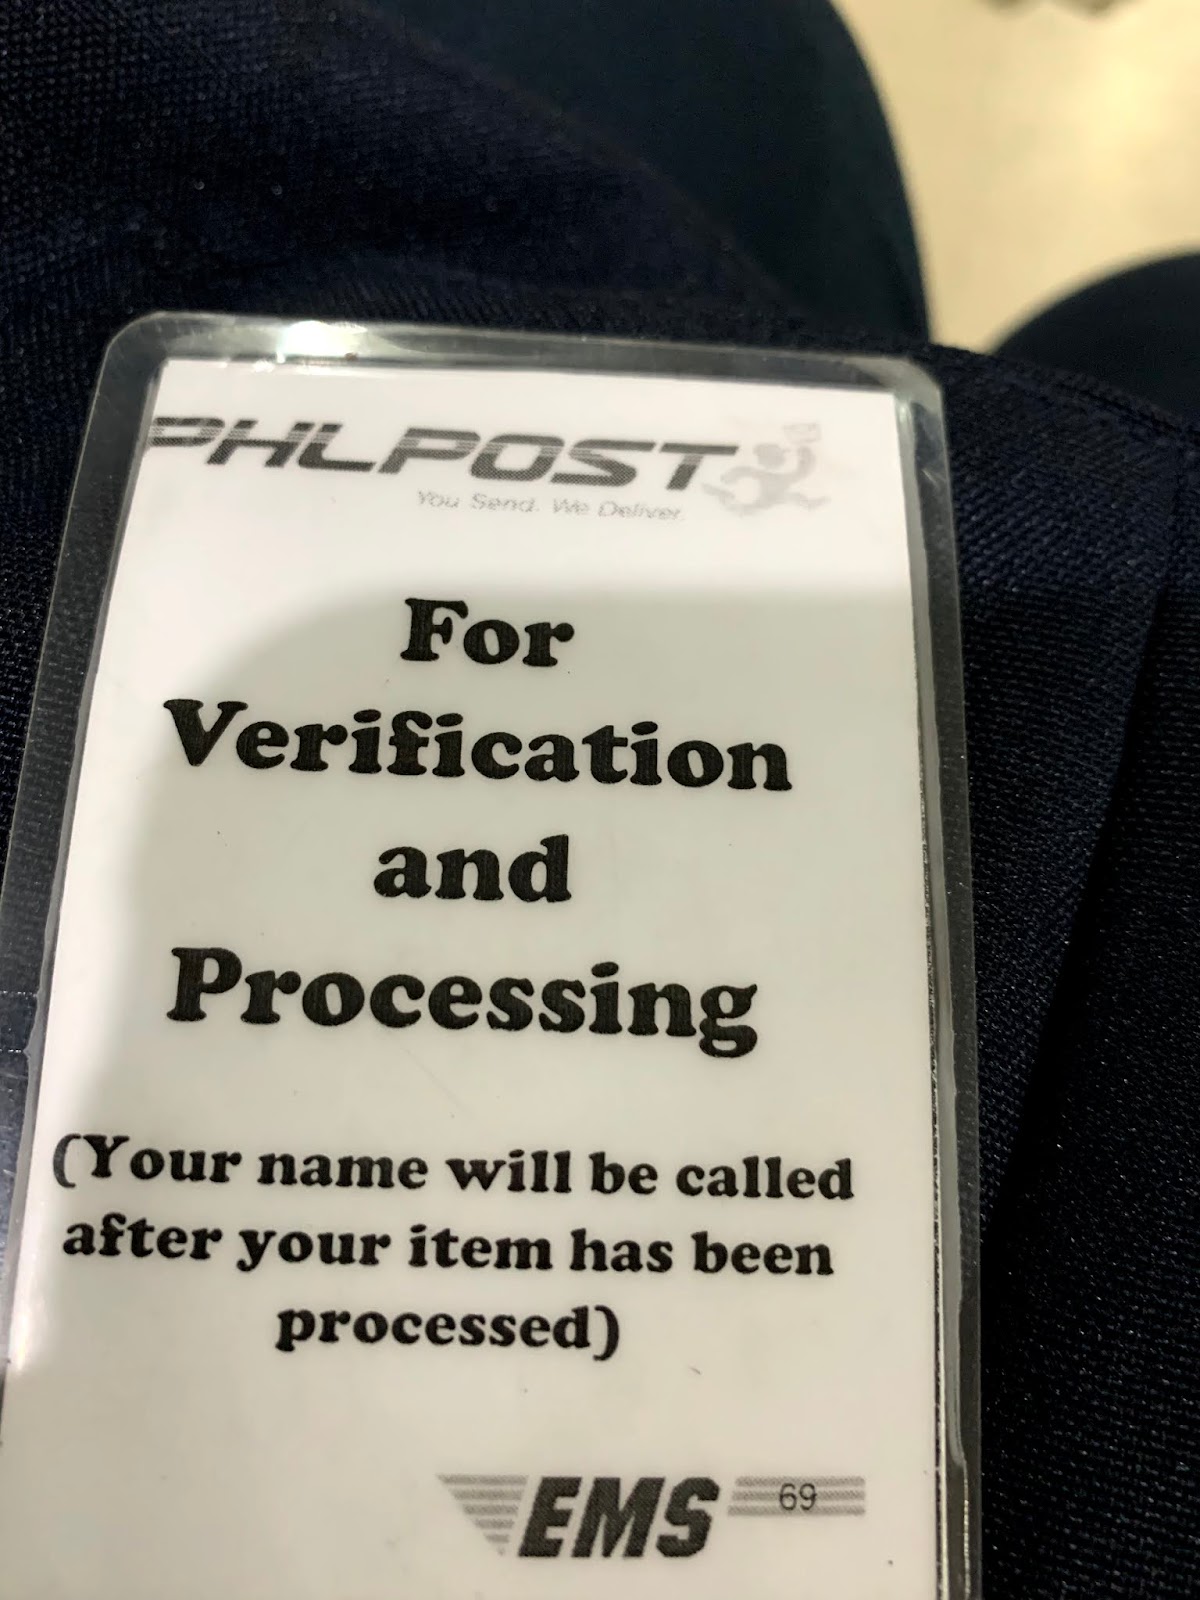 PHLPOST
You Send. We Deliver.
For
Verification
and
Processing
(Your name will be called
after your item has been
processed)
EMS 69